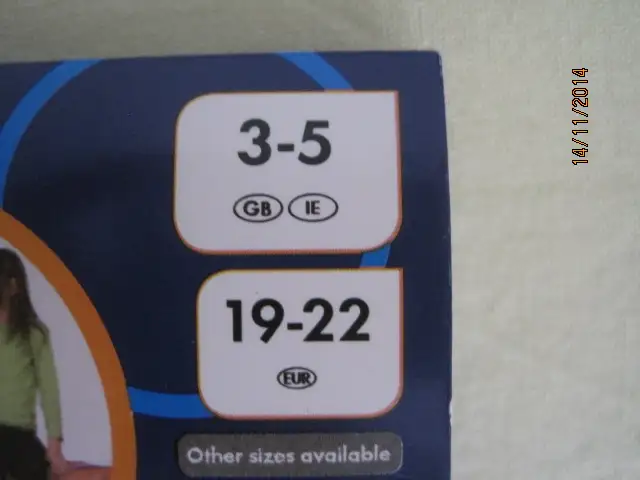 3-5
GB IE
19-22
EUR
Other sizes available
14/11/2014